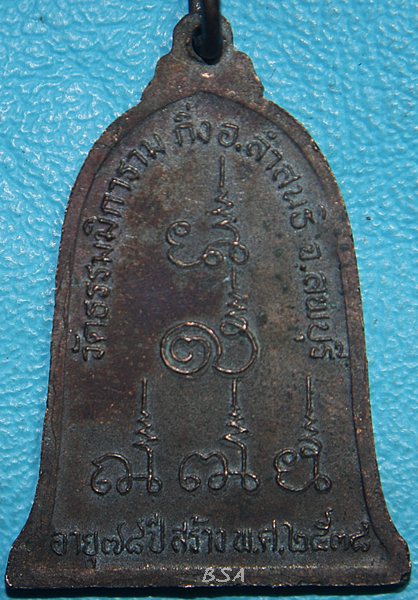 วัดธรรมมิการาม กิ่ง อ.ลำสนธิ จ.ลพบุรี
อายุ ๗๘ ปี สร้าง พ.ศ.๒๕๓๘
BSA